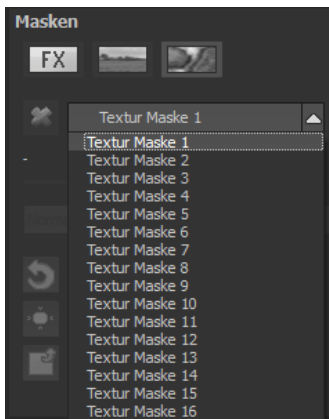 Masken
FX
Textur Maske 1
Textur Maske 1
Textur Maske 2
Textur Maske 3
Textur Maske 4
Textur Maske 5
Textur Maske 6
Textur Maske 7
Textur Maske 8
Textur Maske 9
Textur Maske 10
Textur Maske 11
Textur Maske 12
Textur Maske 13
Textur Maske 14
Textur Maske 15
Textur Maske 16